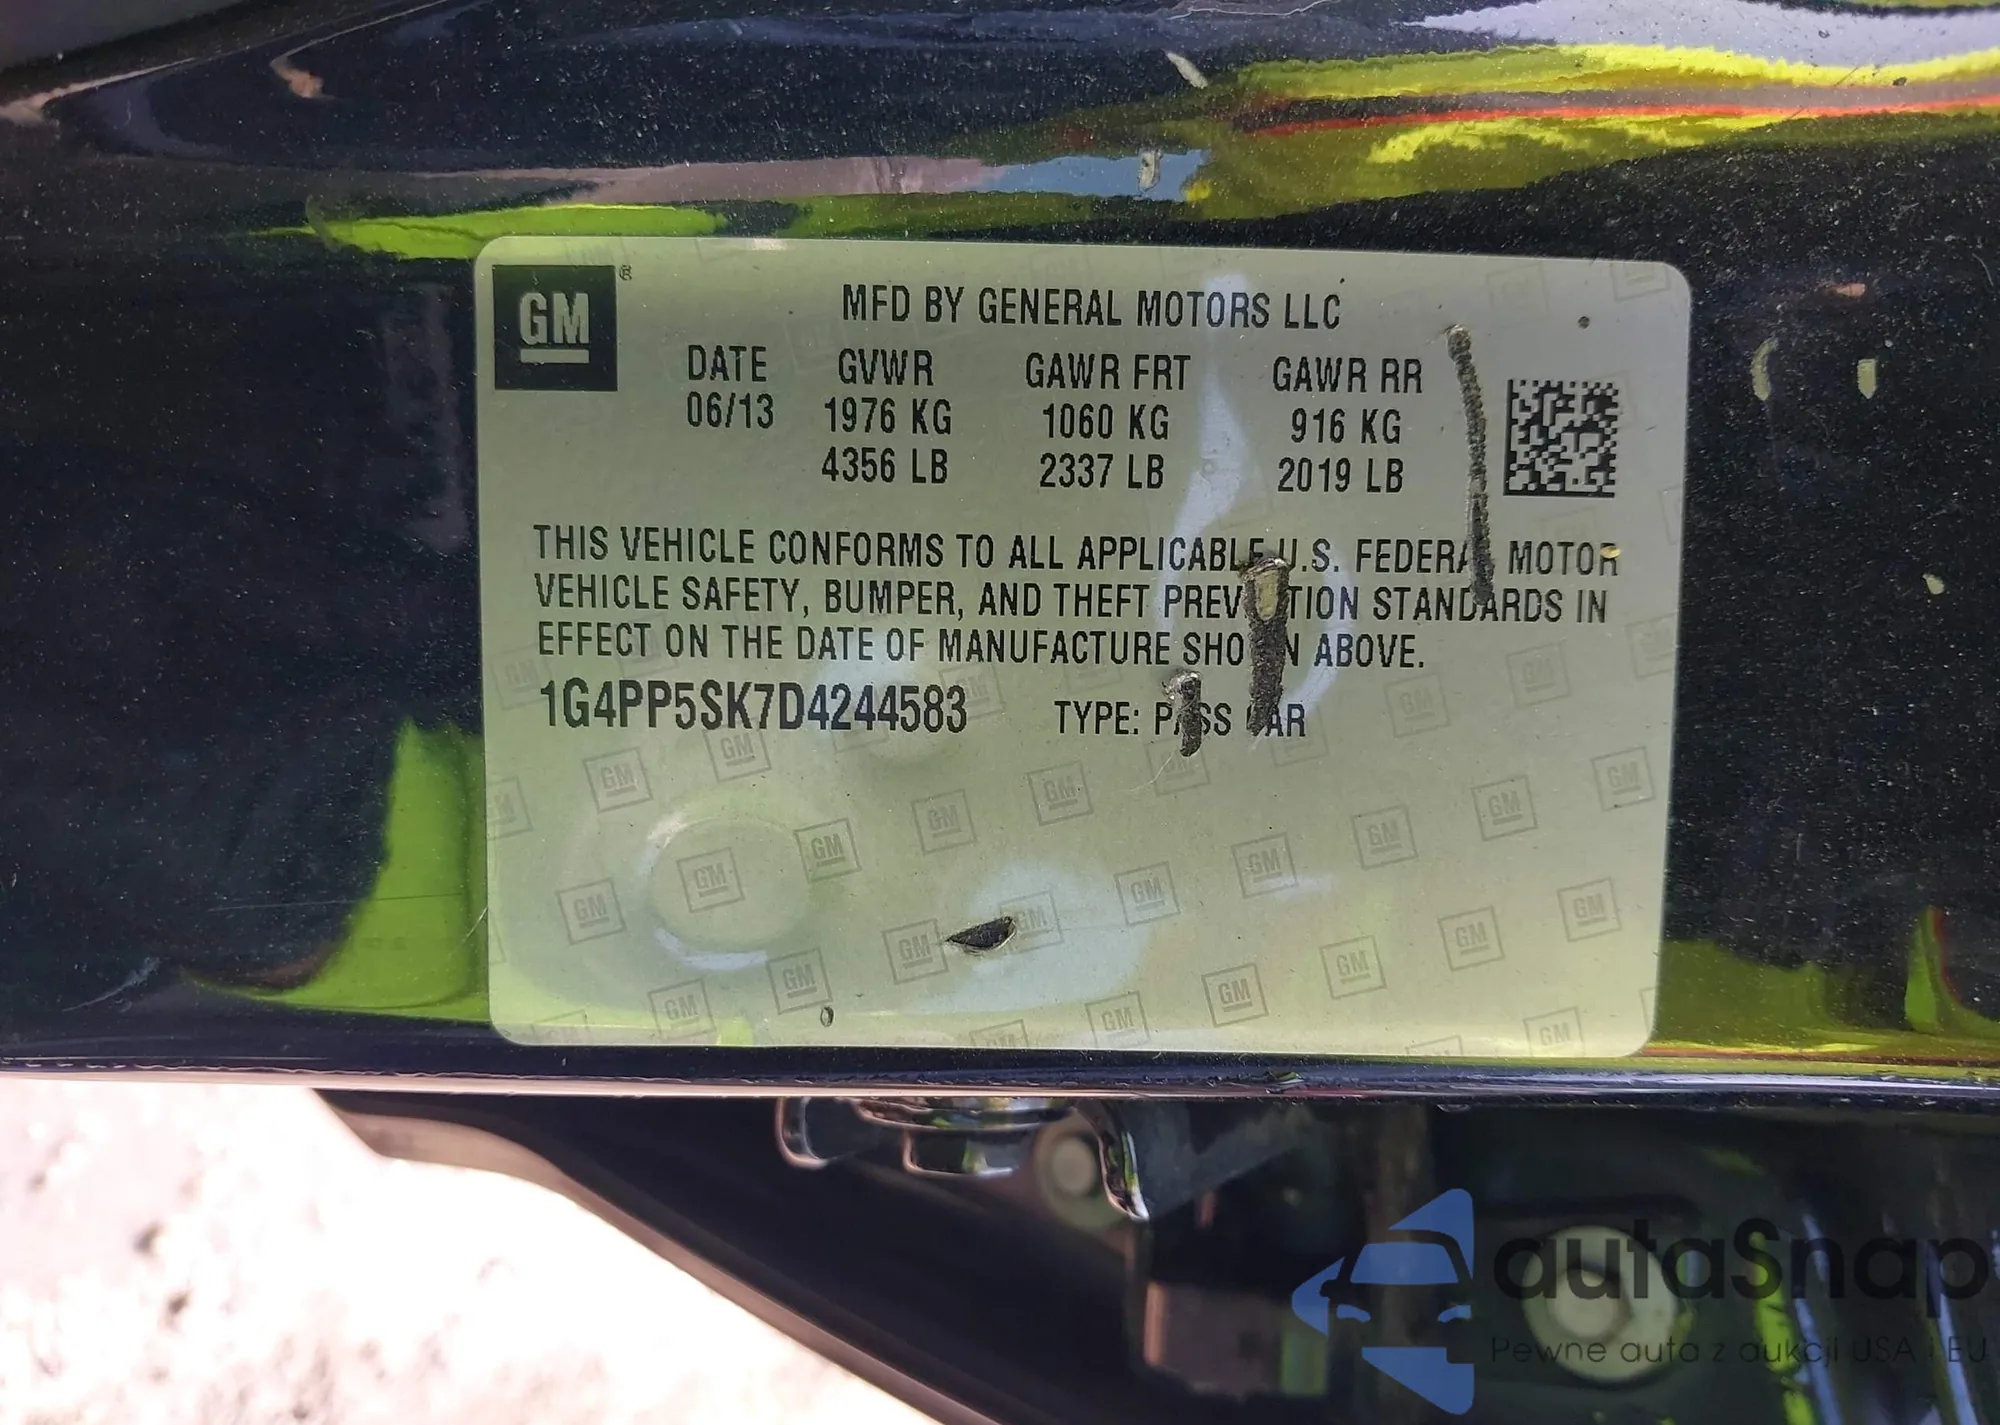 GM ®
MFD BY GENERAL MOTORS LLC
DATE GVWR GAWR FRT GAWR RR
06/13 1976 KG 1060 KG 916 KG
4356 LB 2337 LB 2019 LB
THIS VEHICLE CONFORMS TO ALL APPLICABLE U.S. FEDERAL MOTOR
VEHICLE SAFETY, BUMPER, AND THEFT PREVENTION STANDARDS IN
EFFECT ON THE DATE OF MANUFACTURE SHOWN ABOVE.
1G4PP5SK7D4244583 TYPE: PASS CAR
autaSnap
Pewne auta z aukcji USA i EU